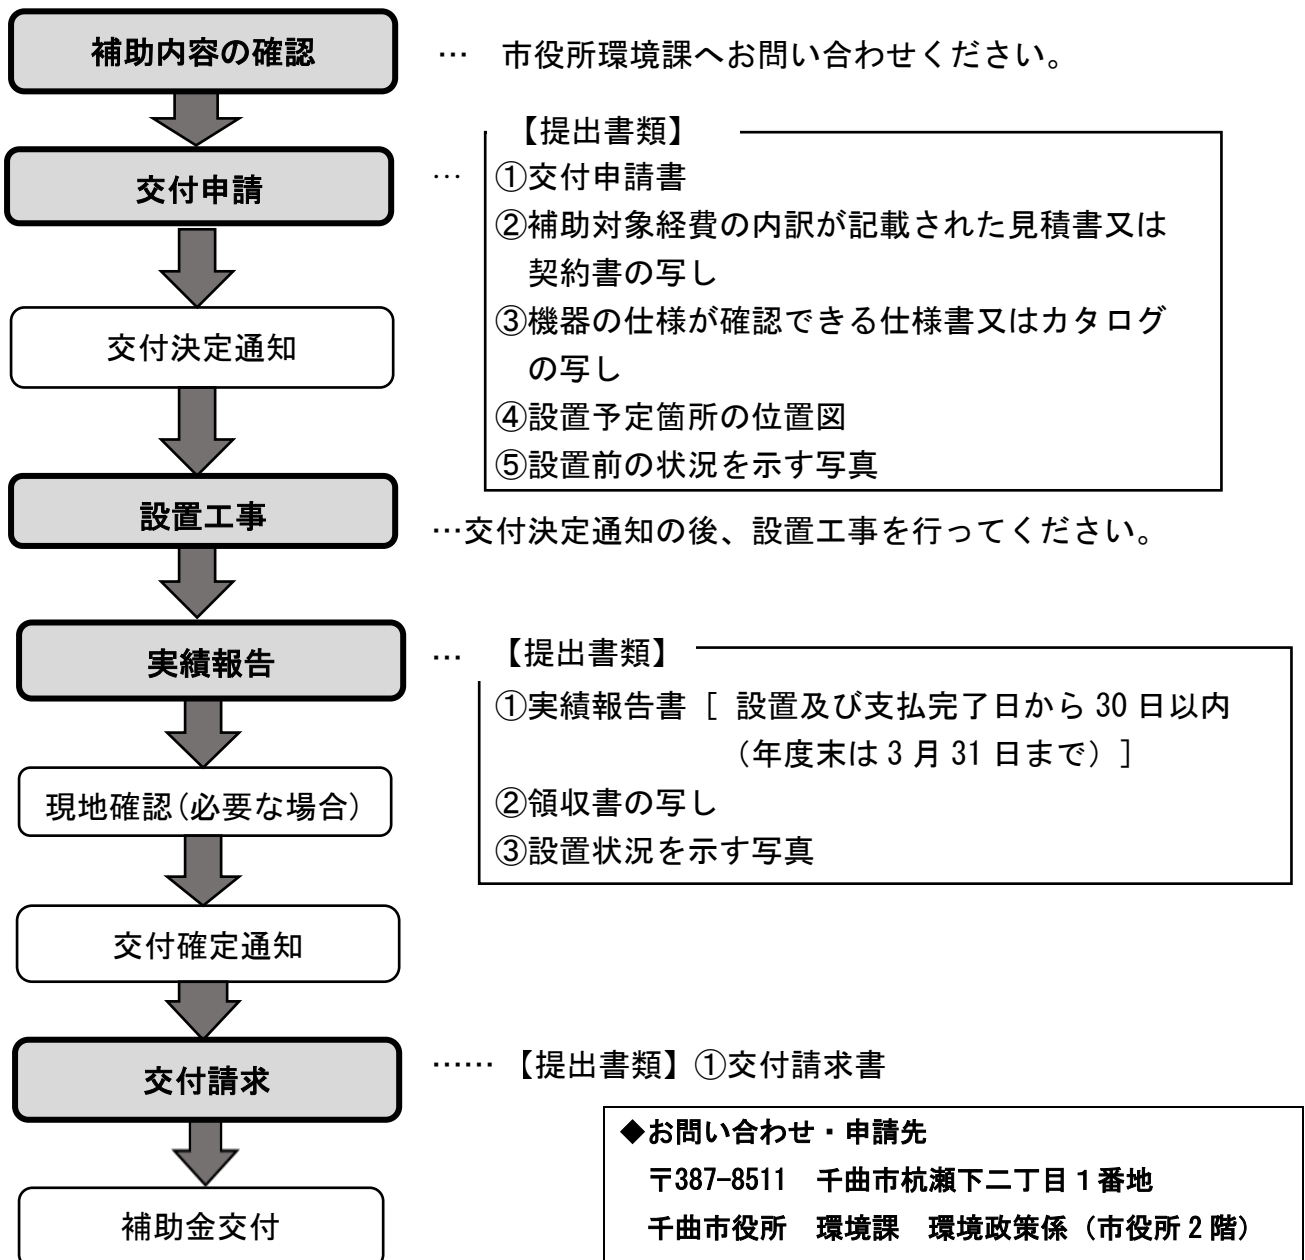 補助内容の確認
… 市役所環境課へお問い合わせください。
【提出書類】
交付申請
… ①交付申請書
②補助対象経費の内訳が記載された見積書又は
契約書の写し
③機器の仕様が確認できる仕様書又はカタログ
の写し
④設置予定箇所の位置図
⑤設置前の状況を示す写真
交付決定通知
設置工事
…交付決定通知の後、設置工事を行ってください。
実績報告
… 【提出書類】
①実績報告書［ 設置及び支払完了日から 30 日以内
（年度末は 3 月 31 日まで）］
②領収書の写し
③設置状況を示す写真
現地確認(必要な場合)
交付確定通知
交付請求
…… 【提出書類】①交付請求書
補助金交付
◆お問い合わせ・申請先
〒387-8511 千曲市杭瀬下二丁目１番地
千曲市役所 環境課 環境政策係（市役所２階）